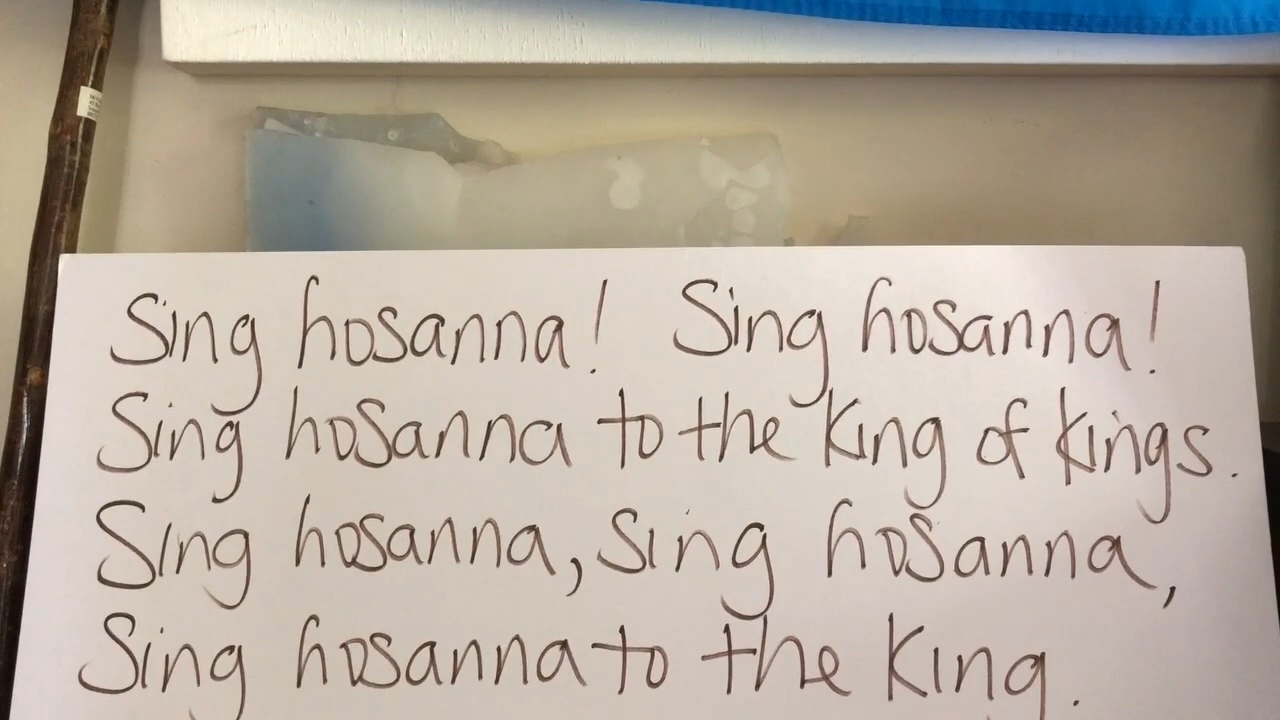 Sing hosanna! Sing hosanna!
Sing hosanna to the King of kings.
Sing hosanna, Sing hosanna,
Sing hosanna to the King.